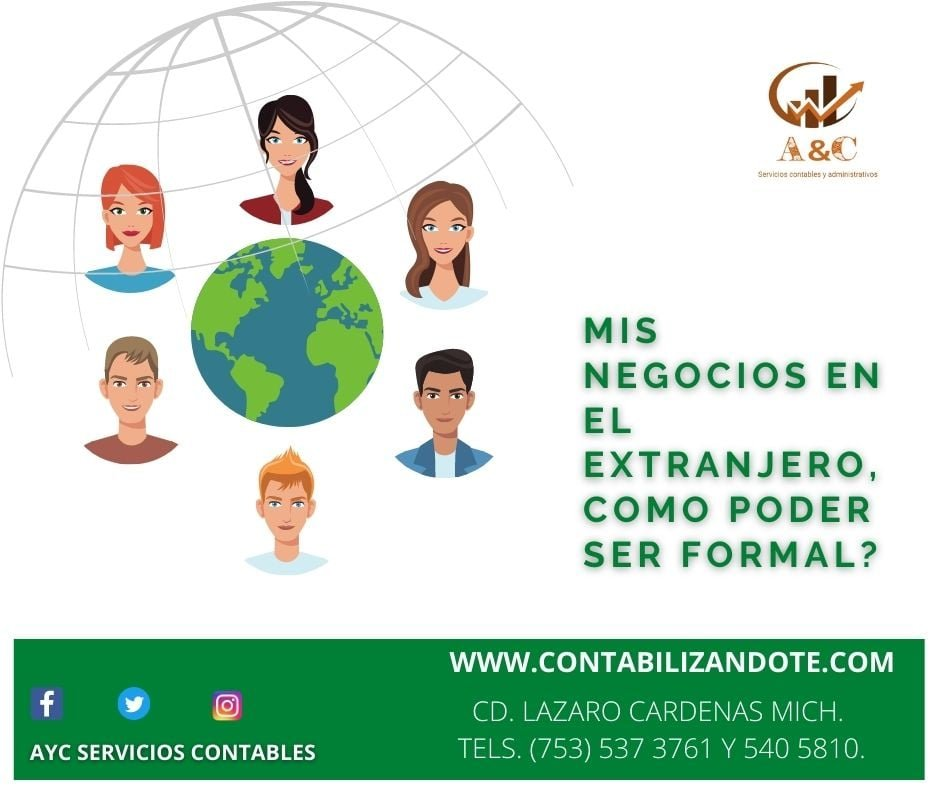 A&C
Servicios contables y administrativos
MIS
NEGOCIOS EN
EL
EXTRANJERO,
COMO PODER
SER FORMAL?
WWW.CONTABILIZANDOTE.COM
CD. LAZARO CARDENAS MICH.
TELS. (753) 537 3761 Y 540 5810.
AYC SERVICIOS CONTABLES